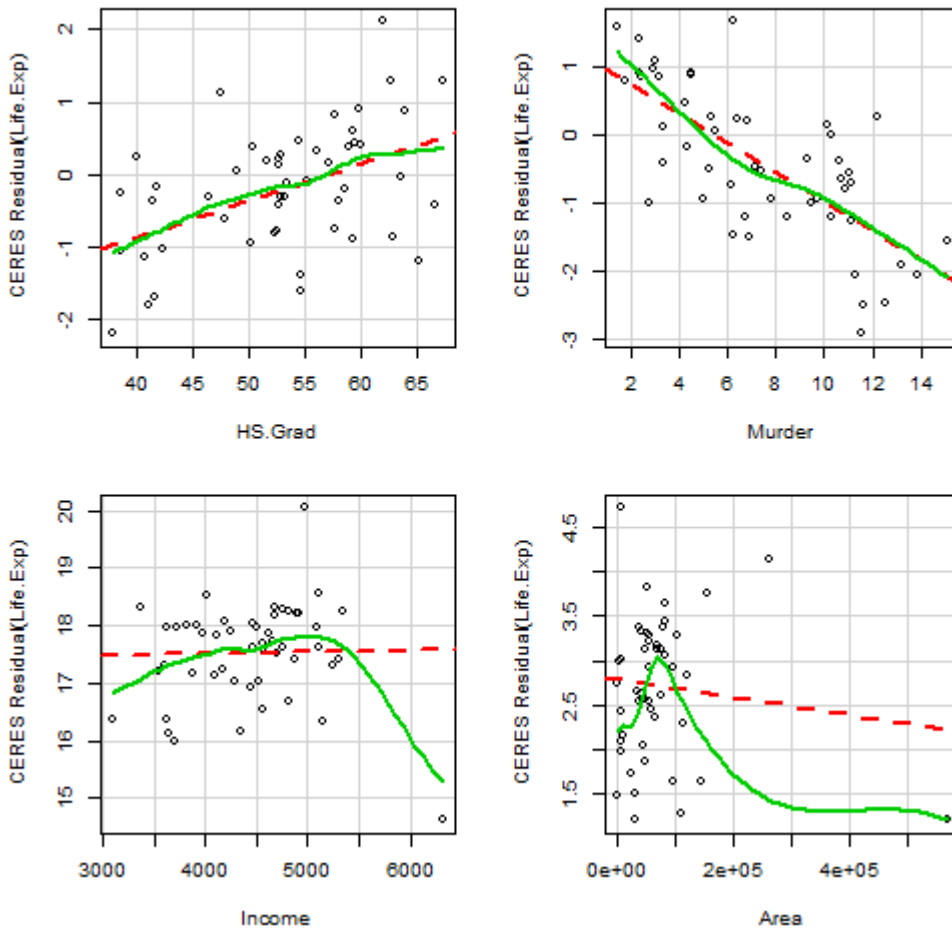 CERES Residual(Life.Exp)
2
1
0
-1
-2
40 45 50 55 60 65
HS.Grad
CERES Residual(Life.Exp)
1
0
-1
-2
-3
2 4 6 8 10 12 14
Murder
CERES Residual(Life.Exp)
20
19
18
17
16
15
3000 4000 5000 6000
Income
CERES Residual(Life.Exp)
4.5
3.5
2.5
1.5
0e+00 2e+05 4e+05
Area